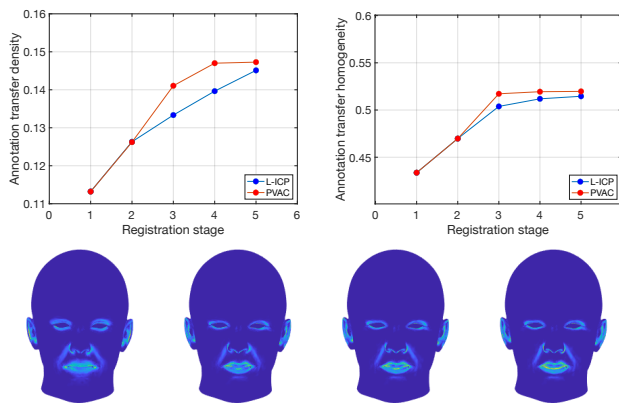 Annotation transfer density
0.16
0.15
0.14
0.13
0.12
0.11
0 1 2 3 4 5 6
Registration stage
L-ICP
PVAC
Annotation transfer homogeneity
0.6
0.55
0.5
0.45
0 1 2 3 4 5
Registration stage
L-ICP
PVAC